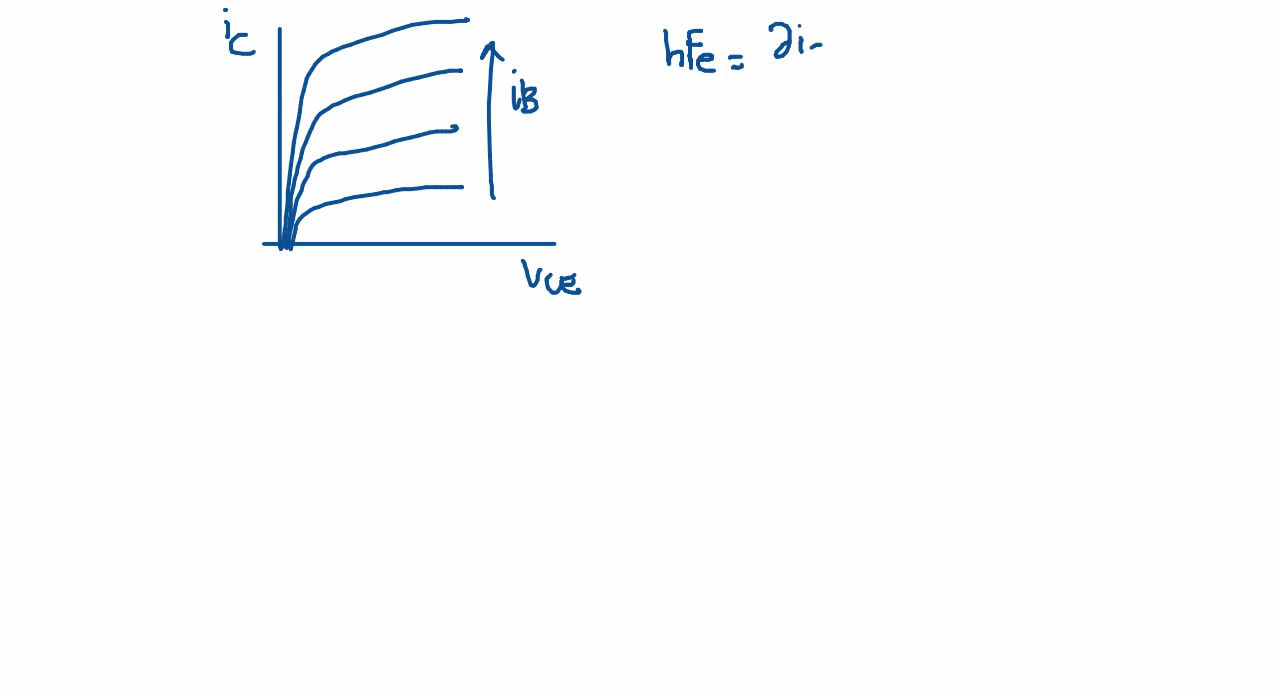 iC
hFe = ∂i
iB
Vce